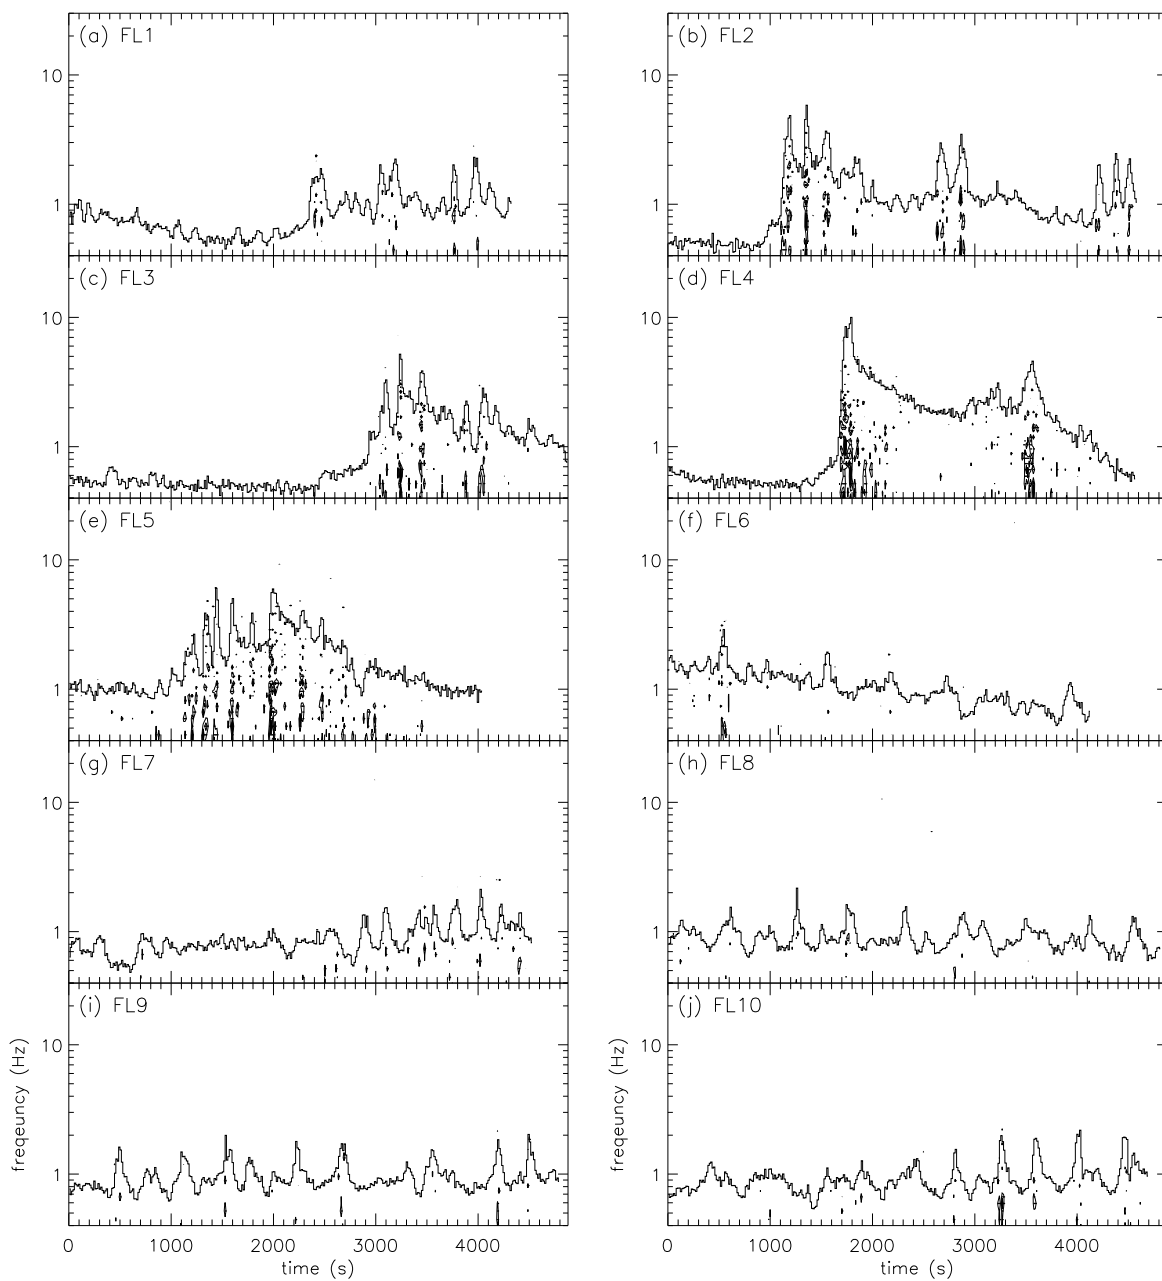 (a) FL1
(b) FL2
10
10
1
1
(c) FL3
(d) FL4
10
10
1
1
(e) FL5
(f) FL6
10
10
1
1
(g) FL7
(h) FL8
10
10
1
1
(i) FL9
(j) FL10
10
10
1
1
freqeuncy (Hz)
freqeuncy (Hz)
0 1000 2000 3000 4000
0 1000 2000 3000 4000
time (s)
time (s)